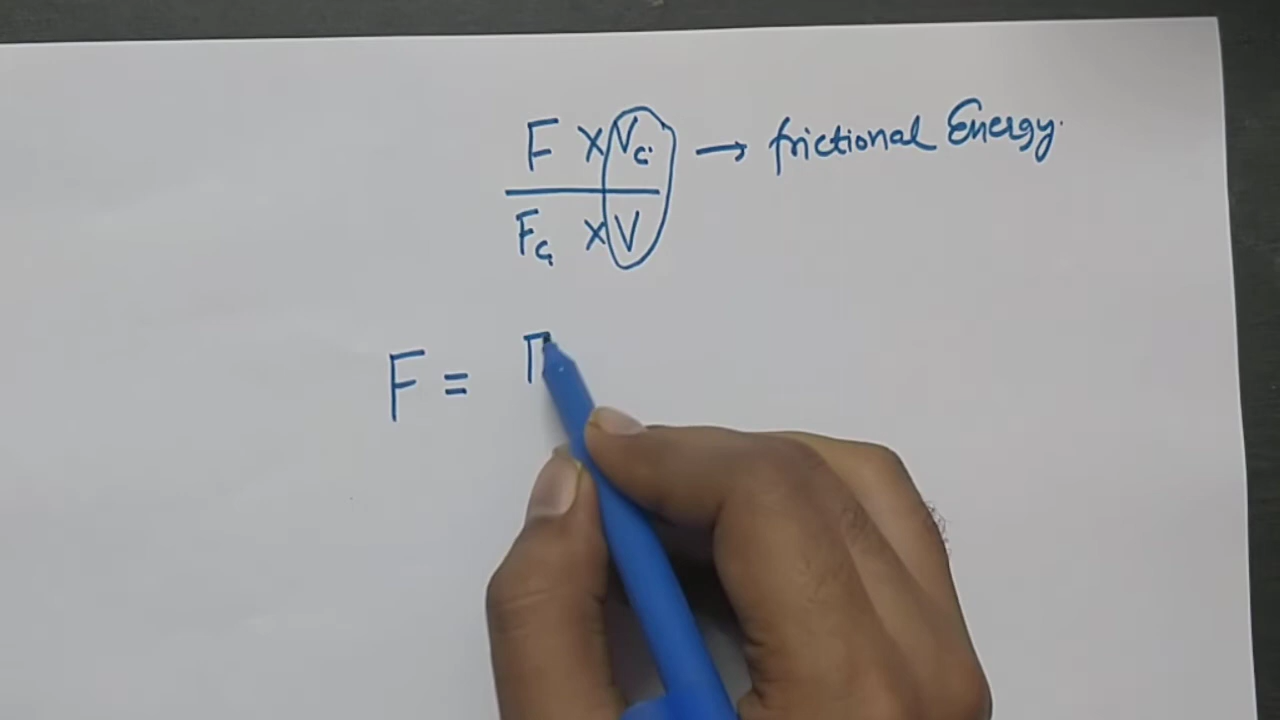 F × Vc → frictional Energy.
Fc × V
F =